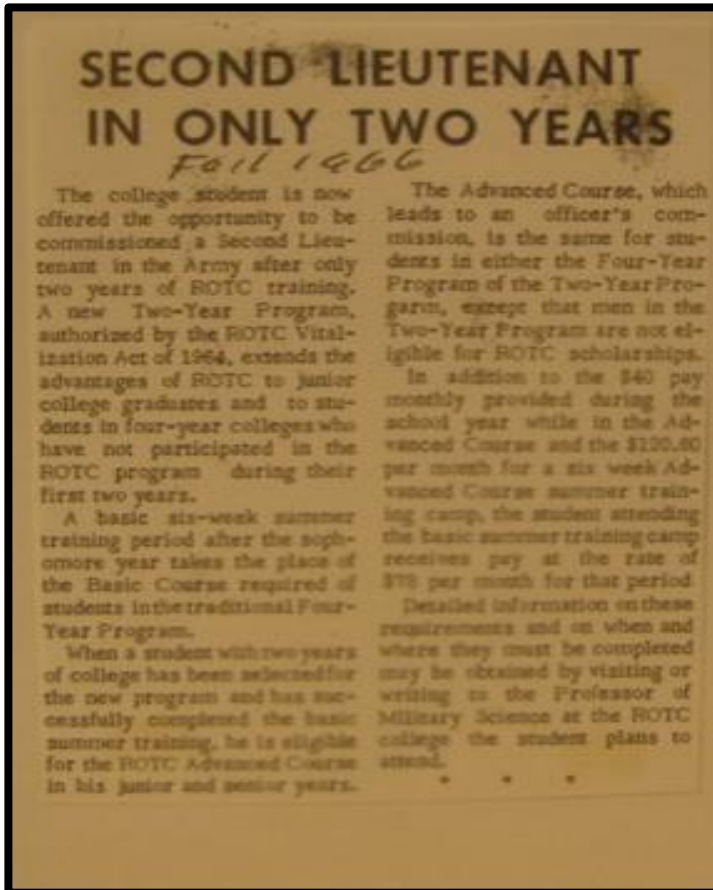 SECOND LIEUTENANT
IN ONLY TWO YEARS
Fall 1966
The college student is now
offered the opportunity to be
commissioned a Second Lieu-
tenant in the Army after only
two years of ROTC training.
A new Two-Year Program,
authorized by the ROTC Vital-
ization Act of 1964, extends the
advantages of ROTC to junior
college graduates and to stu-
dents in four-year colleges who
have not participated in the
ROTC program during their
first two years.
A basic six-week summer
training period after the soph-
omore year takes the place of
the Basic Course required of
students in the traditional Four-
Year Program.
When a student with two years
of college has been selected for
the new program and has suc-
cessfully completed the basic
summer training, he is eligible
for the ROTC Advanced Course
in his junior and senior years.
The Advanced Course, which
leads to an officer's com-
mission, is the same for stu-
dents in either the Four-Year
Program of the Two-Year Pro-
garm, except that men in the
Two-Year Program are not el-
igible for ROTC scholarships.
In addition to the $40 pay
monthly provided during the
school year while in the Ad-
vanced Course and the
per month for a six week Ad-
vanced Course summer train-
ing camp, the student attending
the basic summer training camp
receives pay at the rate of
$78 per month for that period
Detailed information on these
requirements and on when and
where they must be completed
may be obtained by visiting or
writing to the Professor of
Military Science at the ROTC
college the student plans to
attend.
* * *